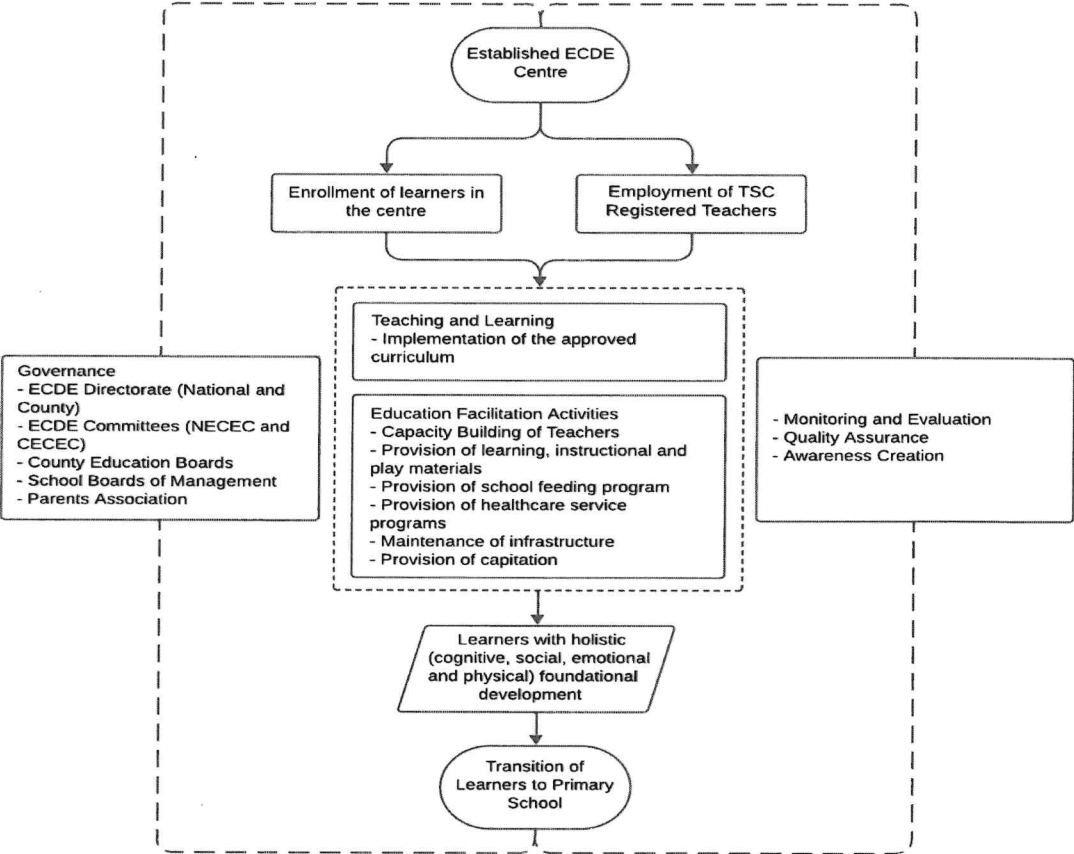 Established ECDE
Centre
Enrollment of learners in
the centre
Employment of TSC
Registered Teachers
Teaching and Learning
- Implementation of the approved
curriculum
Governance
- ECDE Directorate (National and
County)
- ECDE Committees (NECEC and
CECEC)
- County Education Boards
- School Boards of Management
- Parents Association
Education Facilitation Activities
- Capacity Building of Teachers
- Provision of learning, instructional and
play materials
- Provision of school feeding program
- Provision of healthcare service
programs
- Maintenance of infrastructure
- Provision of capitation
- Monitoring and Evaluation
- Quality Assurance
- Awareness Creation
Learners with holistic
(cognitive, social, emotional
and physical) foundational
development
Transition of
Learners to Primary
School